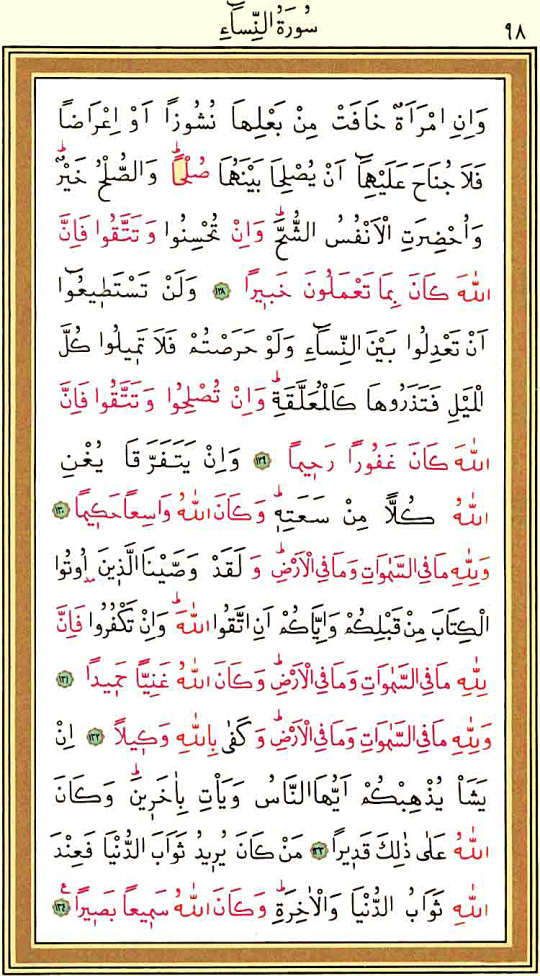 ٩٨
سُورَةُ النِّسَٓاءِ
وَاِنِ امْرَاَةٌ خَافَتْ مِنْ بَعْلِهَا نُشُوزًا اَوْ اِعْرَاضًا
فَلَا جُنَاحَ عَلَيْهِمَٓا اَنْ يُصْلِحَا بَيْنَهُمَا صُلْحًاۜ وَالصُّلْحُ خَيْرٌۜ
وَاُحْضِرَتِ الْاَنْفُسُ الشُّحَّۜ وَاِنْ تُحْسِنُوا وَتَتَّقُوا فَاِنَّ
اللّٰهَ كَانَ بِمَا تَعْمَلُونَ خَبٖيرًا ﴿١٢٨﴾ وَلَنْ تَسْتَطٖيعُٓوا
اَنْ تَعْدِلُوا بَيْنَ النِّسَٓاءِ وَلَوْ حَرَصْتُمْ فَلَا تَمٖيلُوا كُلَّ
الْمَيْلِ فَتَذَرُوهَا كَالْمُعَلَّقَةِۜ وَاِنْ تُصْلِحُوا وَتَتَّقُوا فَاِنَّ
اللّٰهَ كَانَ غَفُورًا رَحٖيمًا ﴿١٢٩﴾ وَاِنْ يَتَفَرَّقَا يُغْنِ
اللّٰهُ كُلًّا مِنْ سَعَتِهٖۜ وَكَانَ اللّٰهُ وَاسِعًا حَكٖيمًا ﴿١٣٠﴾
وَلِلّٰهِ مَا فِي السَّمٰوَاتِ وَمَا فِي الْاَرْضِۜ وَلَقَدْ وَصَّيْنَا الَّذٖينَ اُو۫تُوا
الْكِتَابَ مِنْ قَبْلِكُمْ وَاِيَّاكُمْ اَنِ اتَّقُوا اللّٰهَۜ وَاِنْ تَكْفُرُوا فَاِنَّ
لِلّٰهِ مَا فِي السَّمٰوَاتِ وَمَا فِي الْاَرْضِۜ وَكَانَ اللّٰهُ غَنِيًّا حَمٖيدًا ﴿١٣١﴾
وَلِلّٰهِ مَا فِي السَّمٰوَاتِ وَمَا فِي الْاَرْضِۜ وَكَفٰى بِاللّٰهِ وَكٖيلًا ﴿١٣٢﴾ اِنْ
يَشَأْ يُذْهِبْكُمْ اَيُّهَا النَّاسُ وَيَأْتِ بِاٰخَرٖينَۜ وَكَانَ
اللّٰهُ عَلٰى ذٰلِكَ قَدٖيرًا ﴿١٣٣﴾ مَنْ كَانَ يُرٖيدُ ثَوَابَ الدُّنْيَا فَعِنْدَ
اللّٰهِ ثَوَابُ الدُّنْيَا وَالْاٰخِرَةِۜ وَكَانَ اللّٰهُ سَمٖيعًا بَصٖيرًا ﴿١٣٤﴾ ع